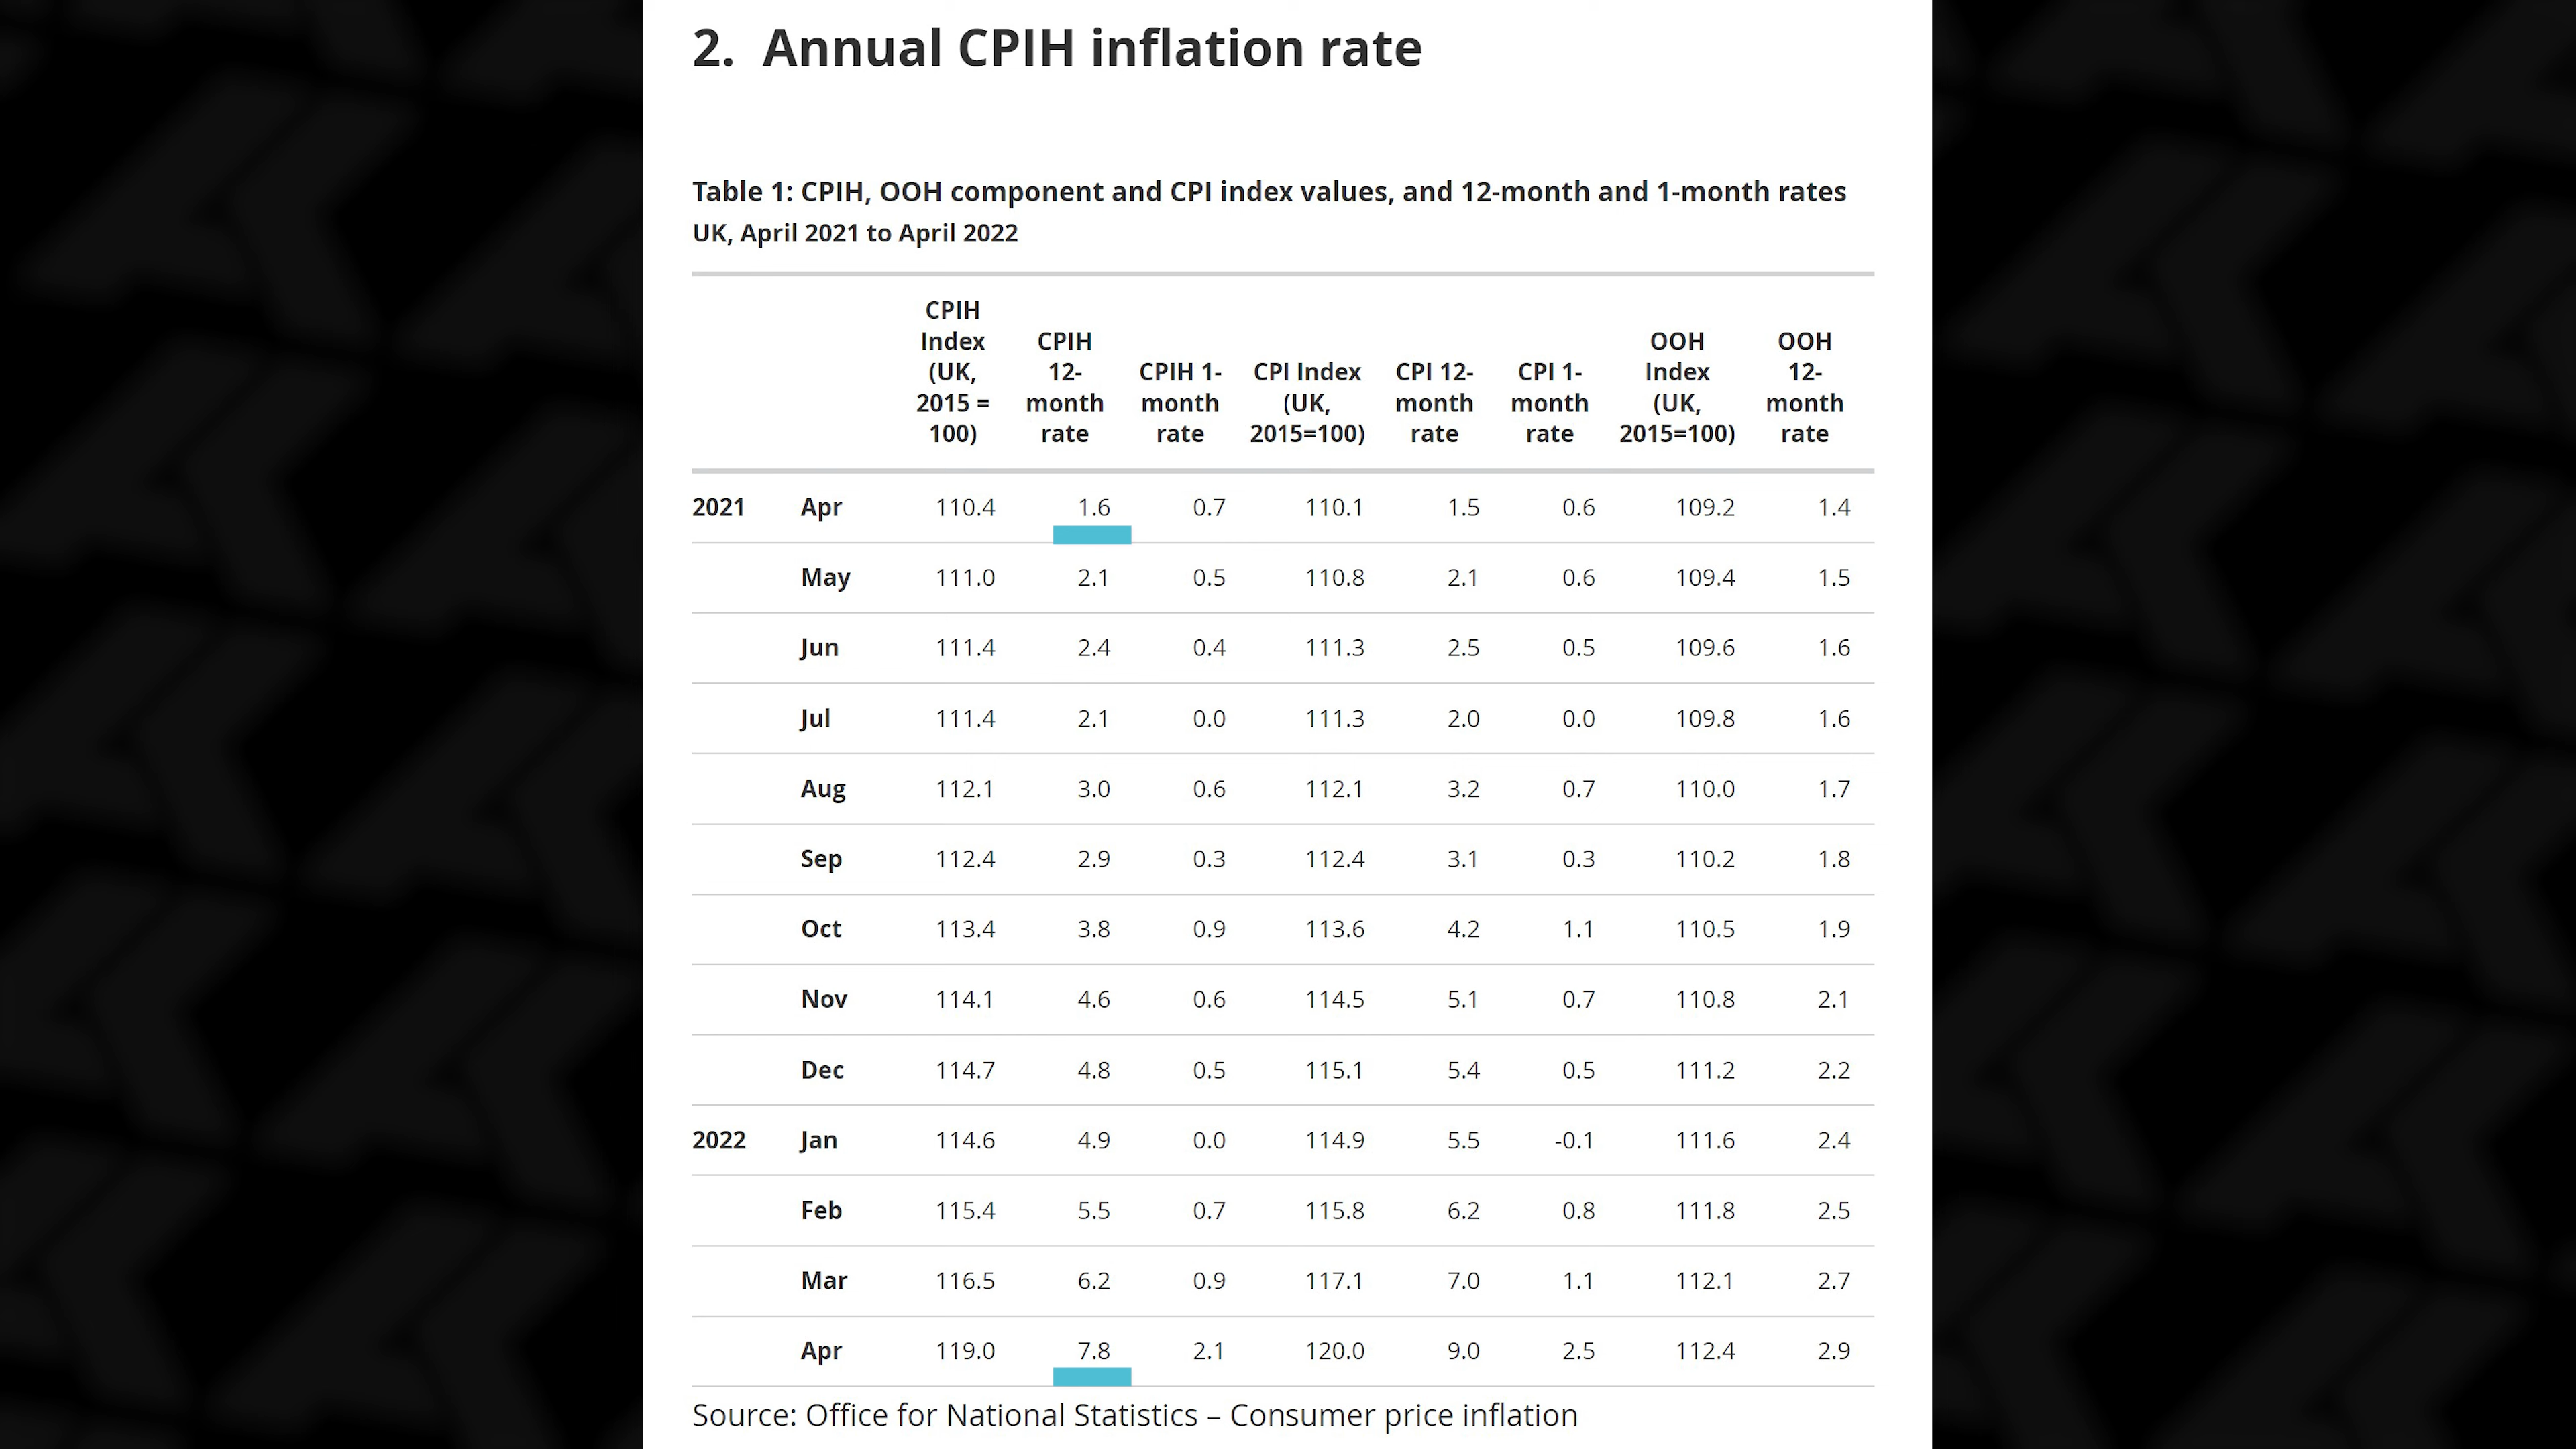 2. Annual CPIH inflation rate
Table 1: CPIH, OOH component and CPI index values, and 12-month and 1-month rates
UK, April 2021 to April 2022
CPIH Index (UK, 2015 = 100) CPIH 12-month rate CPIH 1-month rate CPI Index (UK, 2015=100) CPI 12-month rate CPI 1-month rate OOH Index (UK, 2015=100) OOH 12-month rate
2021 Apr 110.4 1.6 0.7 110.1 1.5 0.6 109.2 1.4
May 111.0 2.1 0.5 110.8 2.1 0.6 109.4 1.5
Jun 111.4 2.4 0.4 111.3 2.5 0.5 109.6 1.6
Jul 111.4 2.1 0.0 111.3 2.0 0.0 109.8 1.6
Aug 112.1 3.0 0.6 112.1 3.2 0.7 110.0 1.7
Sep 112.4 2.9 0.3 112.4 3.1 0.3 110.2 1.8
Oct 113.4 3.8 0.9 113.6 4.2 1.1 110.5 1.9
Nov 114.1 4.6 0.6 114.5 5.1 0.7 110.8 2.1
Dec 114.7 4.8 0.5 115.1 5.4 0.5 111.2 2.2
2022 Jan 114.6 4.9 0.0 114.9 5.5 -0.1 111.6 2.4
Feb 115.4 5.5 0.7 115.8 6.2 0.8 111.8 2.5
Mar 116.5 6.2 0.9 117.1 7.0 1.1 112.1 2.7
Apr 119.0 7.8 2.1 120.0 9.0 2.5 112.4 2.9
Source: Office for National Statistics – Consumer price inflation